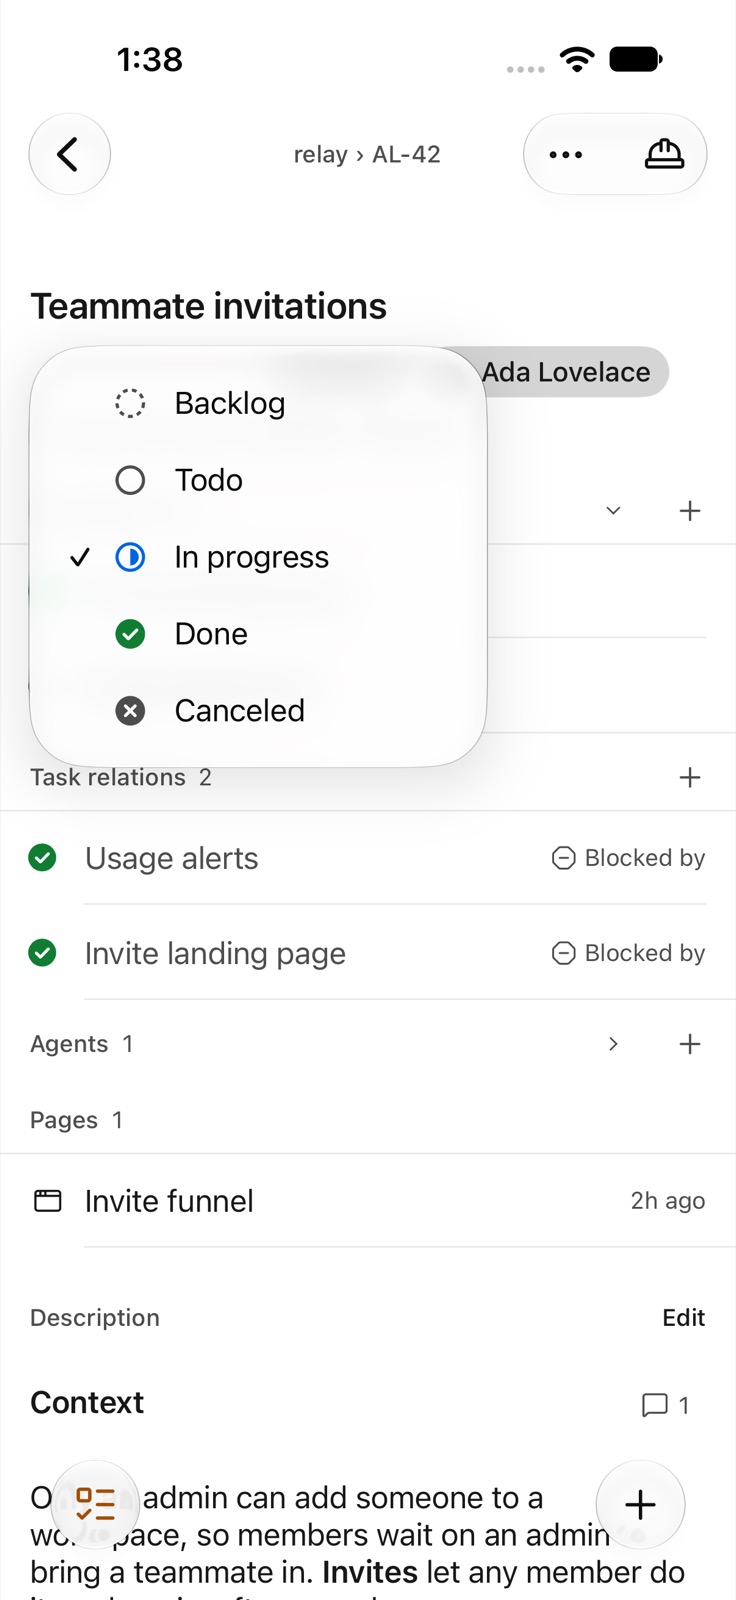 1:38
relay › AL-42
Teammate invitations
Ada Lovelace
Backlog
Todo
In progress
Done
Canceled
Task relations 2
Usage alerts Blocked by
Invite landing page Blocked by
Agents 1
Pages 1
Invite funnel 2h ago
Description Edit
Context 1
admin can add someone to a
so members wait on an admin
bring a teammate in. Invites let any member do